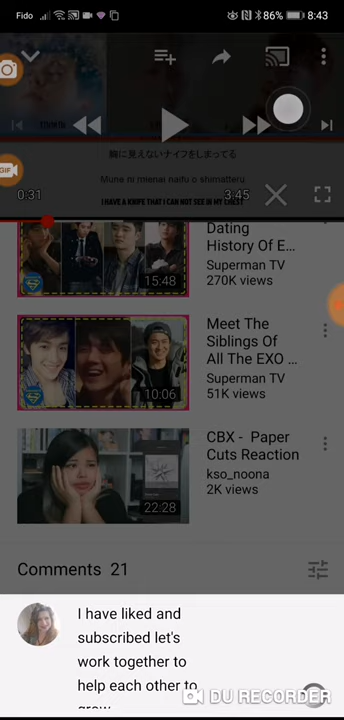 Fido
86% 8:43
胸に見えないナイフをしまってる
Mune ni mienai naifu o shimatteru
I HAVE A KNIFE THAT I CAN NOT SEE IN MY CHEST
GIF
0:31
3:45
Dating
History Of E...
Superman TV
270K views
15:48
Meet The
Siblings Of
All The EXO ...
Superman TV
51K views
10:06
CBX - Paper
Cuts Reaction
kso_noona
2K views
22:28
Comments 21
I have liked and
subscribed let's
work together to
help each other to
grow
DU RECORDER